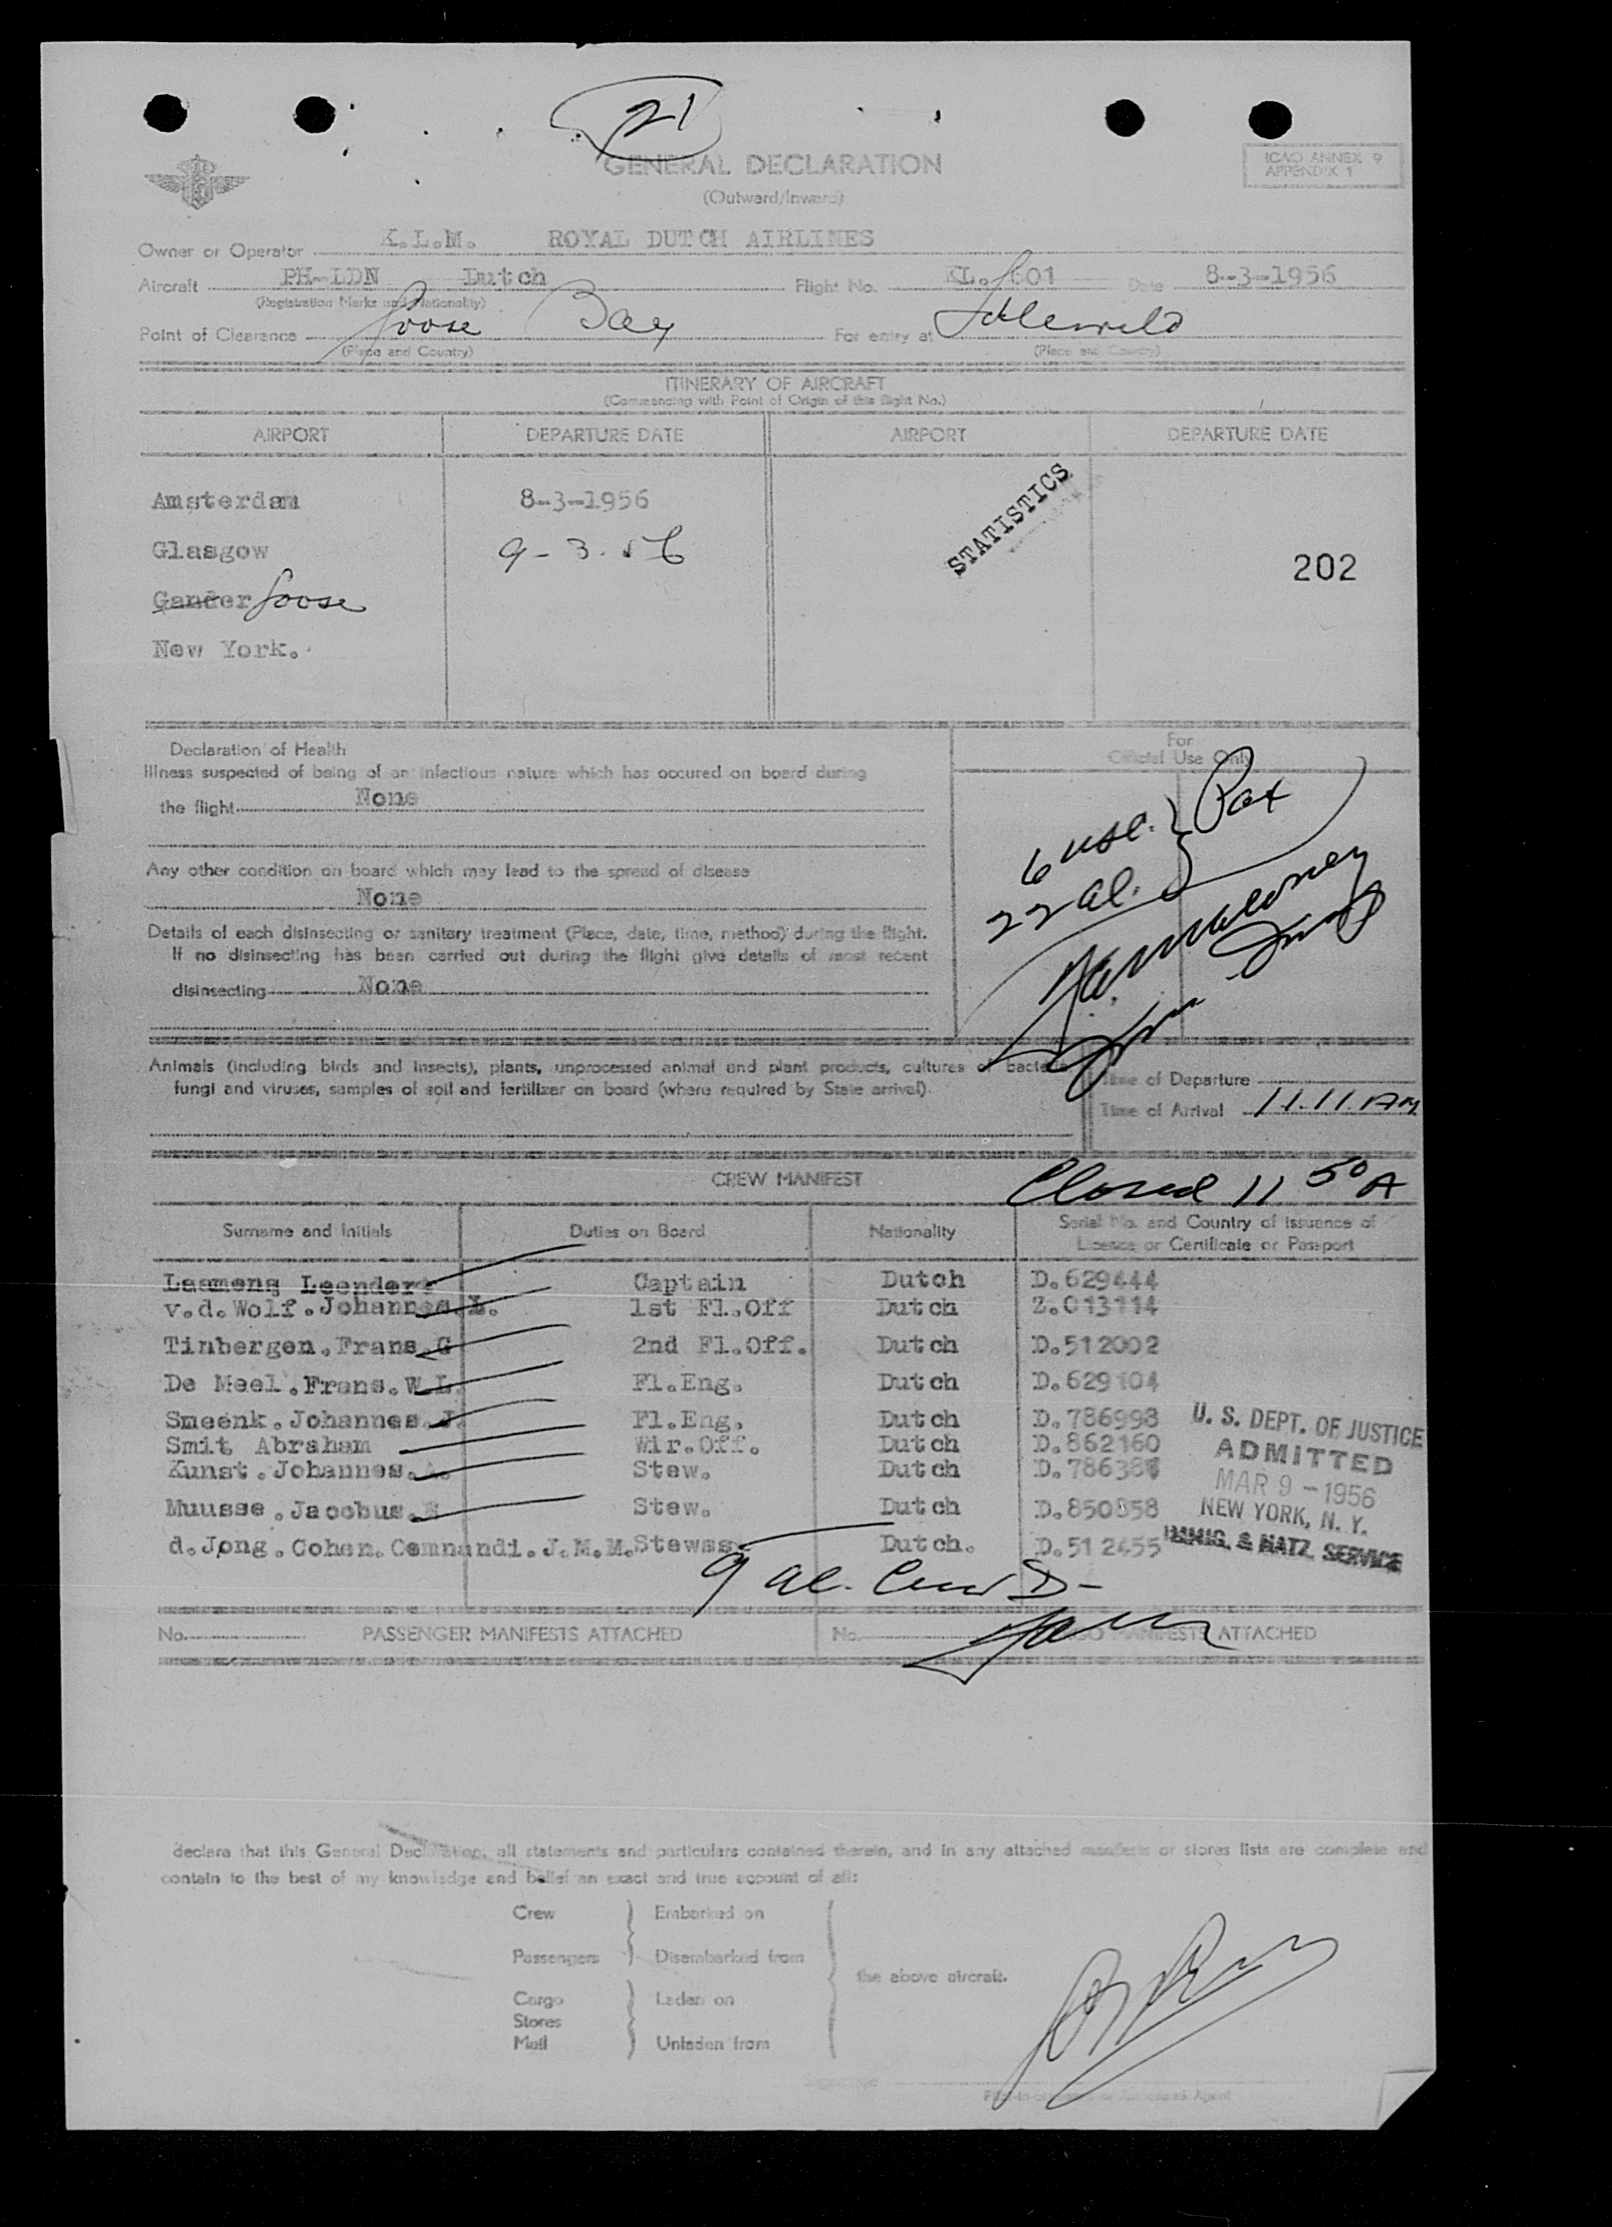 21
GENERAL DECLARATION
(Outward/Inward)
ICAO ANNEX 9
APPENDIX 1
Owner or Operator K.L.M. ROYAL DUTCH AIRLINES
Aircraft PH-LDN Dutch Flight No. KL. 601 Date 8-3-1956
(Registration Marks and Nationality)
Point of Clearance Goose Bay For entry at Idlewild
(Place and Country) (Place and Country)
ITINERARY OF AIRCRAFT
(Commencing with Point of Origin of this flight No.)
AIRPORT DEPARTURE DATE AIRPORT DEPARTURE DATE
Amsterdam 8-3-1956
STATISTICS
Glasgow 9-3.56
202
Gander Goose
New York.
Declaration of Health
Illness suspected of being of an infectious nature which has occured on board during
the flight None
For
Official Use Only
6 usc. } Pax
22 al.
Any other condition on board which may lead to the spread of disease
None
Details of each disinsecting or sanitary treatment (Place, date, time, method) during the flight.
If no disinsecting has been carried out during the flight give details of most recent
disinsecting None
Animals (including birds and insects), plants, unprocessed animal and plant products, cultures of bacteria
fungi and viruses, samples of soil and fertilizer on board (where required by State arrival).
Time of Departure
Time of Arrival 11.11 AM
CREW MANIFEST
Closed 11 50 A
Surname and Initials Duties on Board Nationality Serial No. and Country of Issuance of
Licence or Certificate or Passport
Laamens Leendert Captain Dutch D.629444
v.d.Wolf.Johannes.L. 1st Fl.Off Dutch Z.013114
Tinbergen.Frans.G 2nd Fl.Off. Dutch D.512002
De Meel.Frans.W.L. Fl.Eng. Dutch D.629104
Smeenk.Johannes.J. Fl.Eng. Dutch D.786998
Smit Abraham Wir.Off. Dutch D.862160
Kunst.Johannes.A. Stew. Dutch D.78638
Muusse.Jacobus. Stew. Dutch D.850858
d.Jong.Cohen.Comnandi.J.M.M. Stewss. Dutch. D.512455
U. S. DEPT. OF JUSTICE
ADMITTED
MAR 9 - 1956
NEW YORK, N. Y.
IMMIG. & NATZ. SERVICE
9 al. Crew D-
No. PASSENGER MANIFESTS ATTACHED No. CARGO MANIFESTS ATTACHED
declare that this General Declaration, all statements and particulars contained therein, and in any attached manifests or stores lists are complete and
contain to the best of my knowledge and belief an exact and true account of all:
Crew Embarked on
Passengers Disembarked from
the above aircraft.
Cargo Laden on
Stores
Mail Unladen from